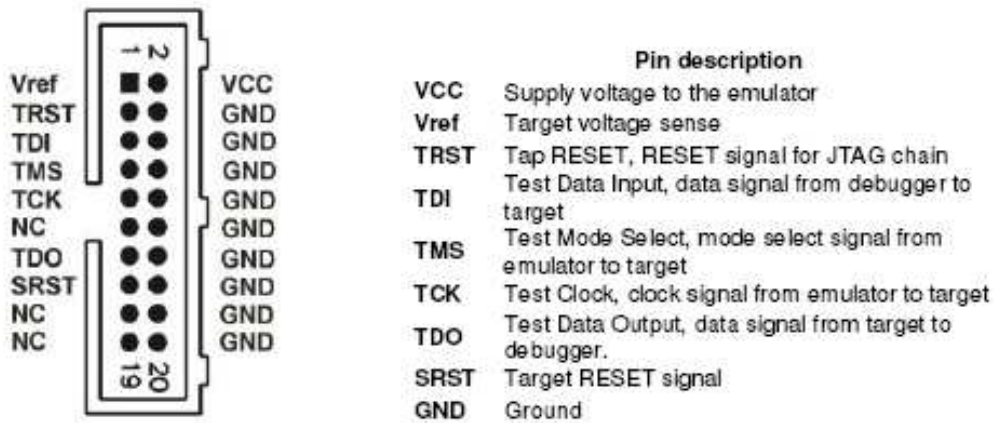 1 2
Vref VCC
TRST GND
TDI GND
TMS GND
TCK GND
NC GND
TDO GND
SRST GND
NC GND
NC GND
19 20
Pin description
VCC Supply voltage to the emulator
Vref Target voltage sense
TRST Tap RESET, RESET signal for JTAG chain
TDI Test Data Input, data signal from debugger to
target
TMS Test Mode Select, mode select signal from
emulator to target
TCK Test Clock, clock signal from emulator to target
TDO Test Data Output, data signal from target to
debugger.
SRST Target RESET signal
GND Ground